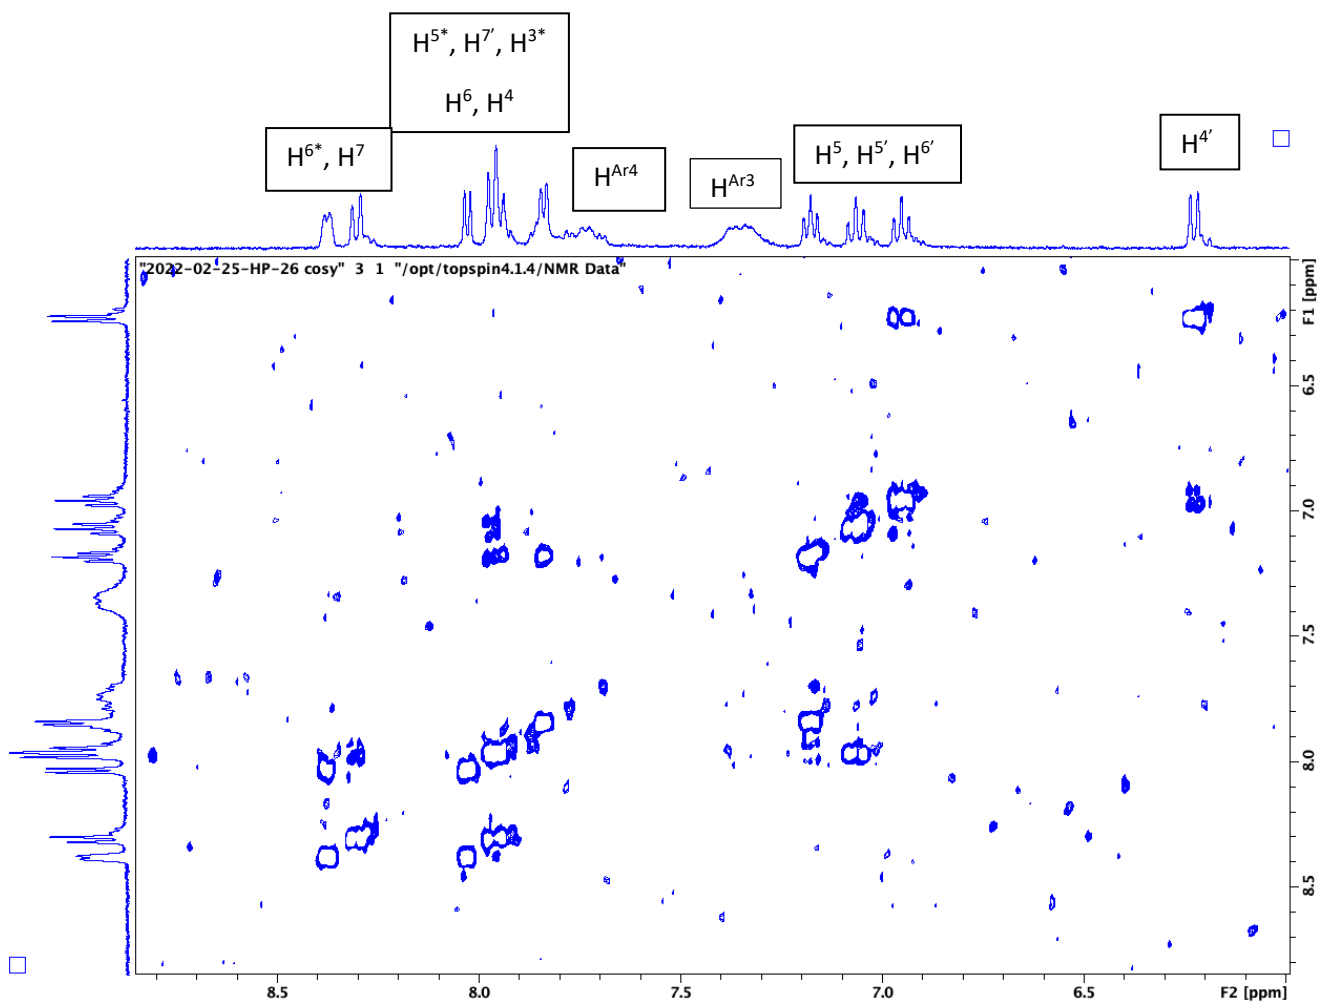 H⁵*, H⁷’, H³*
H⁶, H⁴
H⁶*, H⁷
H^Ar4
H^Ar3
H⁵, H⁵’, H⁶’
H⁴’
"2022-02-25-HP-26 cosy" 3 1 "/opt/topspin4.1.4/NMR Data"
F1 [ppm]
6.5
7.0
7.5
8.0
8.5
8.5
8.0
7.5
7.0
6.5
F2 [ppm]